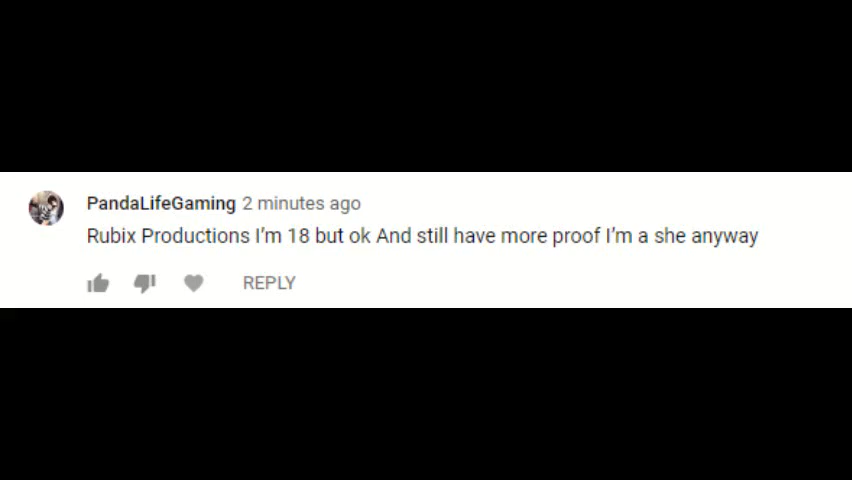 PandaLifeGaming 2 minutes ago
Rubix Productions I'm 18 but ok And still have more proof I'm a she anyway
REPLY